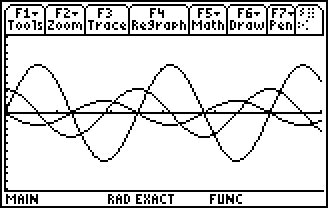 F1▾ F2▾ F3 F4 F5▾ F6▾ F7▾
Tools Zoom Trace ReGraph Math Draw Pen
MAIN RAD EXACT FUNC